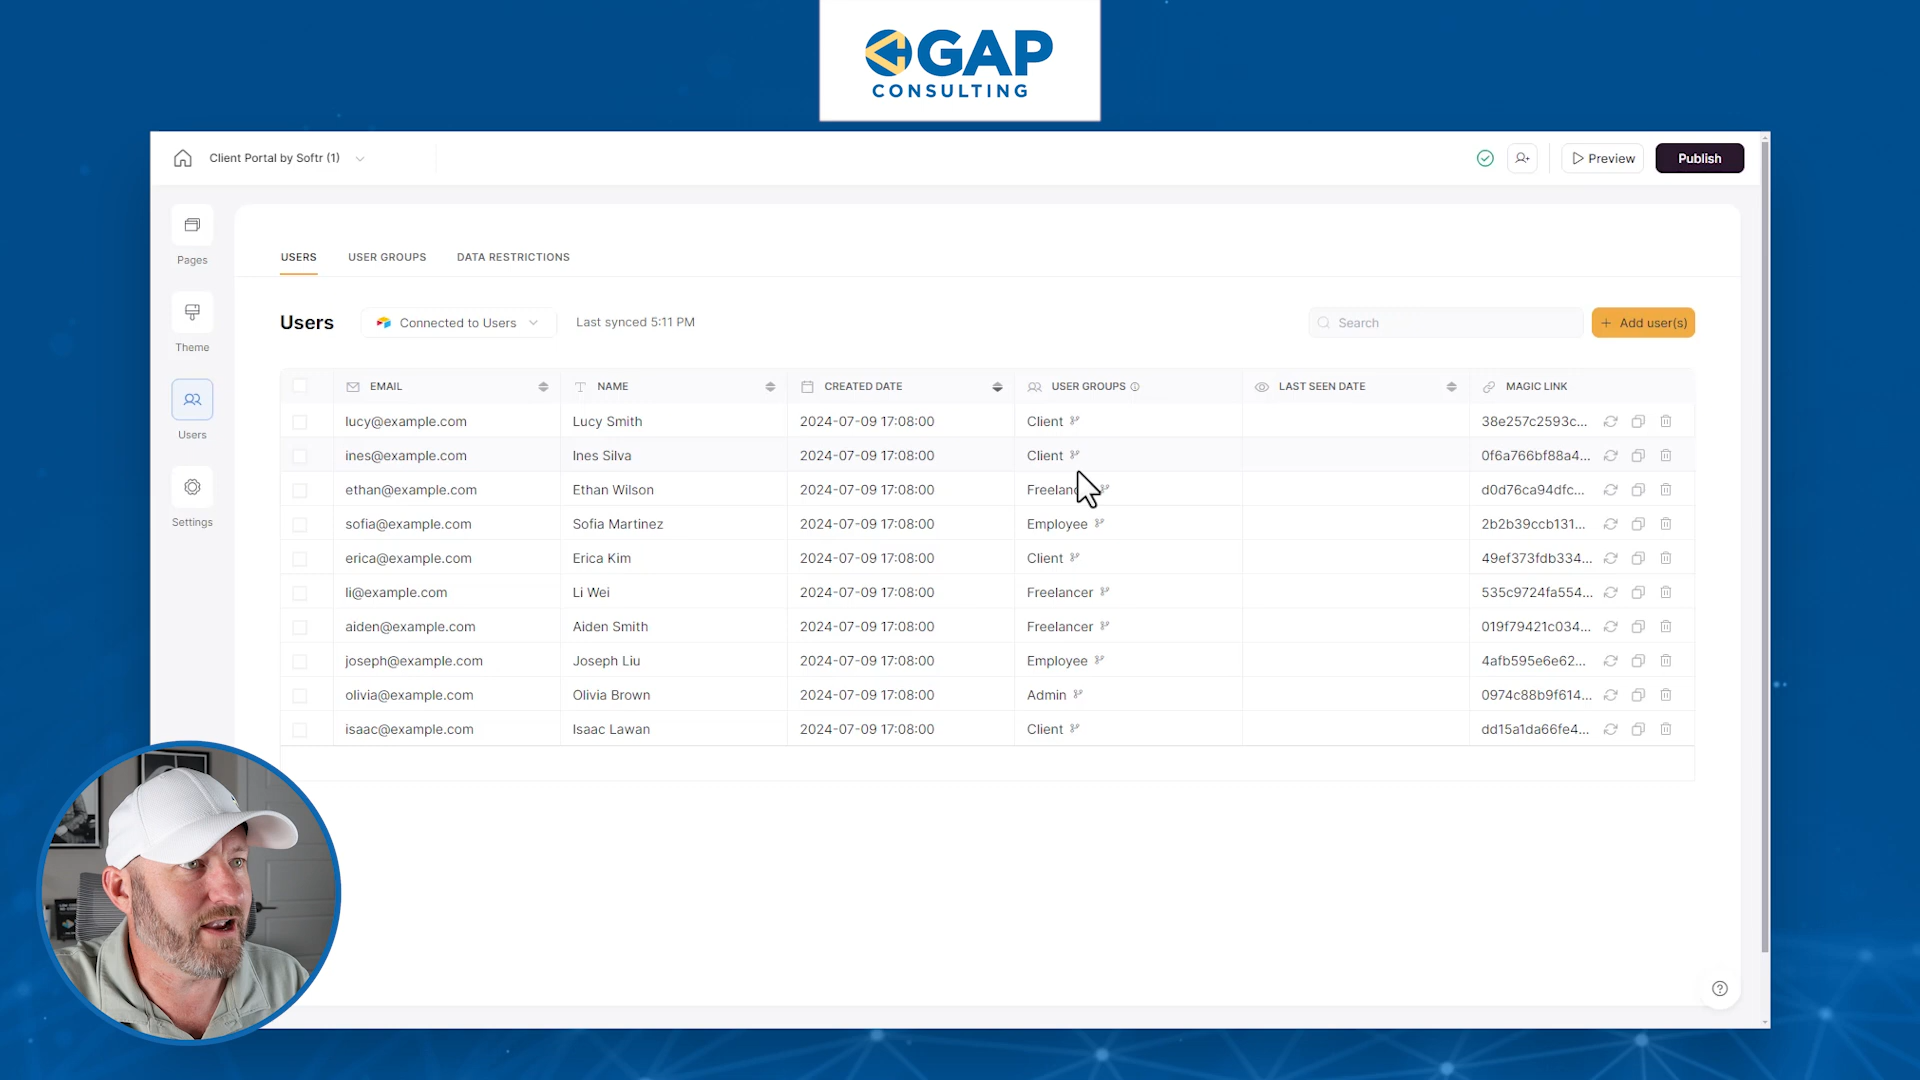 GAP
CONSULTING
Client Portal by Softr (1)
Preview
Publish
Pages
Theme
Users
Settings
USERS USER GROUPS DATA RESTRICTIONS
Users Connected to Users Last synced 5:11 PM Search + Add user(s)
EMAIL NAME CREATED DATE USER GROUPS LAST SEEN DATE MAGIC LINK
lucy@example.com Lucy Smith 2024-07-09 17:08:00 Client 38e257c2593c...
ines@example.com Ines Silva 2024-07-09 17:08:00 Client 0f6a766bf88a4...
ethan@example.com Ethan Wilson 2024-07-09 17:08:00 d0d76ca94dfc...
sofia@example.com Sofia Martinez 2024-07-09 17:08:00 Employee 2b2b39ccb131...
erica@example.com Erica Kim 2024-07-09 17:08:00 Client 49ef373fdb334...
li@example.com Li Wei 2024-07-09 17:08:00 Freelancer 535c9724fa554...
aiden@example.com Aiden Smith 2024-07-09 17:08:00 Freelancer 019f79421c034...
joseph@example.com Joseph Liu 2024-07-09 17:08:00 Employee 4afb595e6e62...
olivia@example.com Olivia Brown 2024-07-09 17:08:00 Admin 0974c88b9f614...
isaac@example.com Isaac Lawan 2024-07-09 17:08:00 Client dd15a1da66fe4...